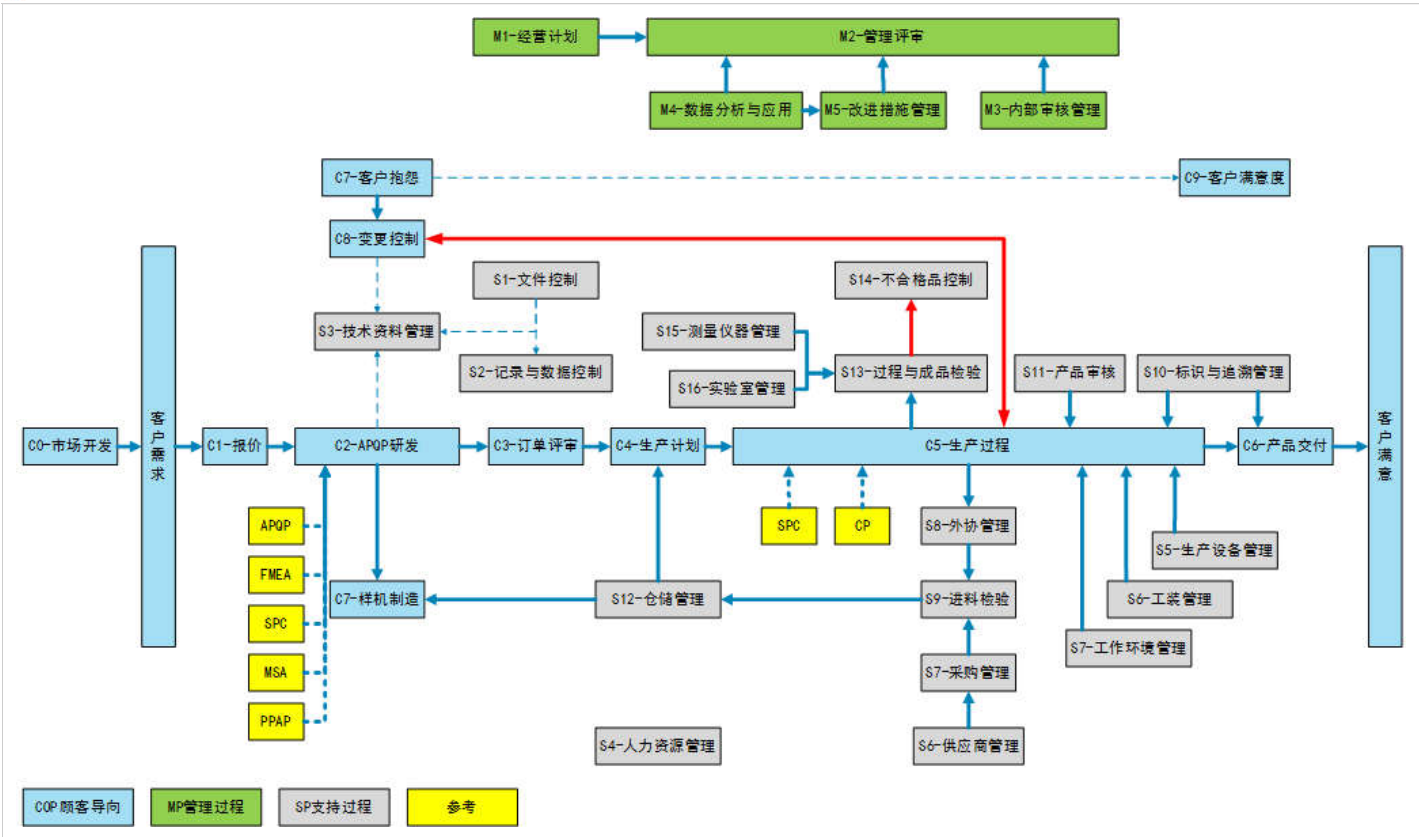 M1-经营计划
M2-管理评审
M4-数据分析与应用
M5-改进措施管理
M3-内部审核管理
C7-客户抱怨
C9-客户满意度
C8-变更控制
S1-文件控制
S14-不合格品控制
S3-技术资料管理
S15-测量仪器管理
S2-记录与数据控制
S16-实验室管理
S13-过程与成品检验
S11-产品审核
S10-标识与追溯管理
C0-市场开发
客户需求
C1-报价
C2-APQP研发
C3-订单评审
C4-生产计划
C5-生产过程
C6-产品交付
客户满意
APQP
SPC
CP
S8-外协管理
S5-生产设备管理
FMEA
C7-样机制造
S12-仓储管理
S9-进料检验
S6-工装管理
SPC
S7-工作环境管理
MSA
S7-采购管理
PPAP
S4-人力资源管理
S6-供应商管理
COP顾客导向
MP管理过程
SP支持过程
参考